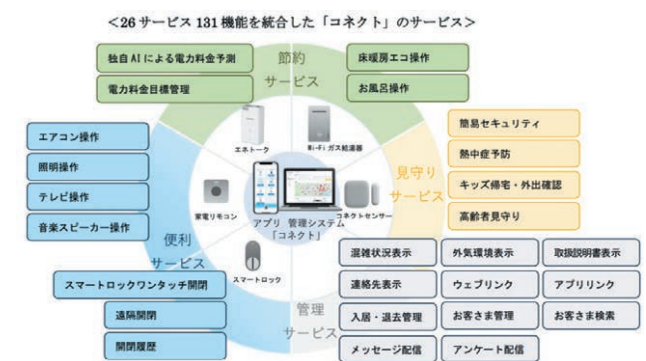 ＜26 サービス 131 機能を統合した「コネクト」のサービス＞
独自 AI による電力料金予測
電力料金目標管理
節約
サービス
床暖房エコ操作
お風呂操作
エネトーク
Wi-Fi ガス給湯器
エアコン操作
照明操作
テレビ操作
音楽スピーカー操作
簡易セキュリティ
熱中症予防
キッズ帰宅・外出確認
高齢者見守り
見守り
サービス
家電リモコン
アプリ 管理システム
「コネクト」
コネクトセンサー
便利
サービス
スマートロック
スマートロックワンタッチ開閉
遠隔開閉
開閉履歴
管理
サービス
混雑状況表示
外気環境表示
取扱説明書表示
連絡先表示
ウェブリンク
アプリリンク
入居・退去管理
お客さま管理
お客さま検索
メッセージ配信
アンケート配信